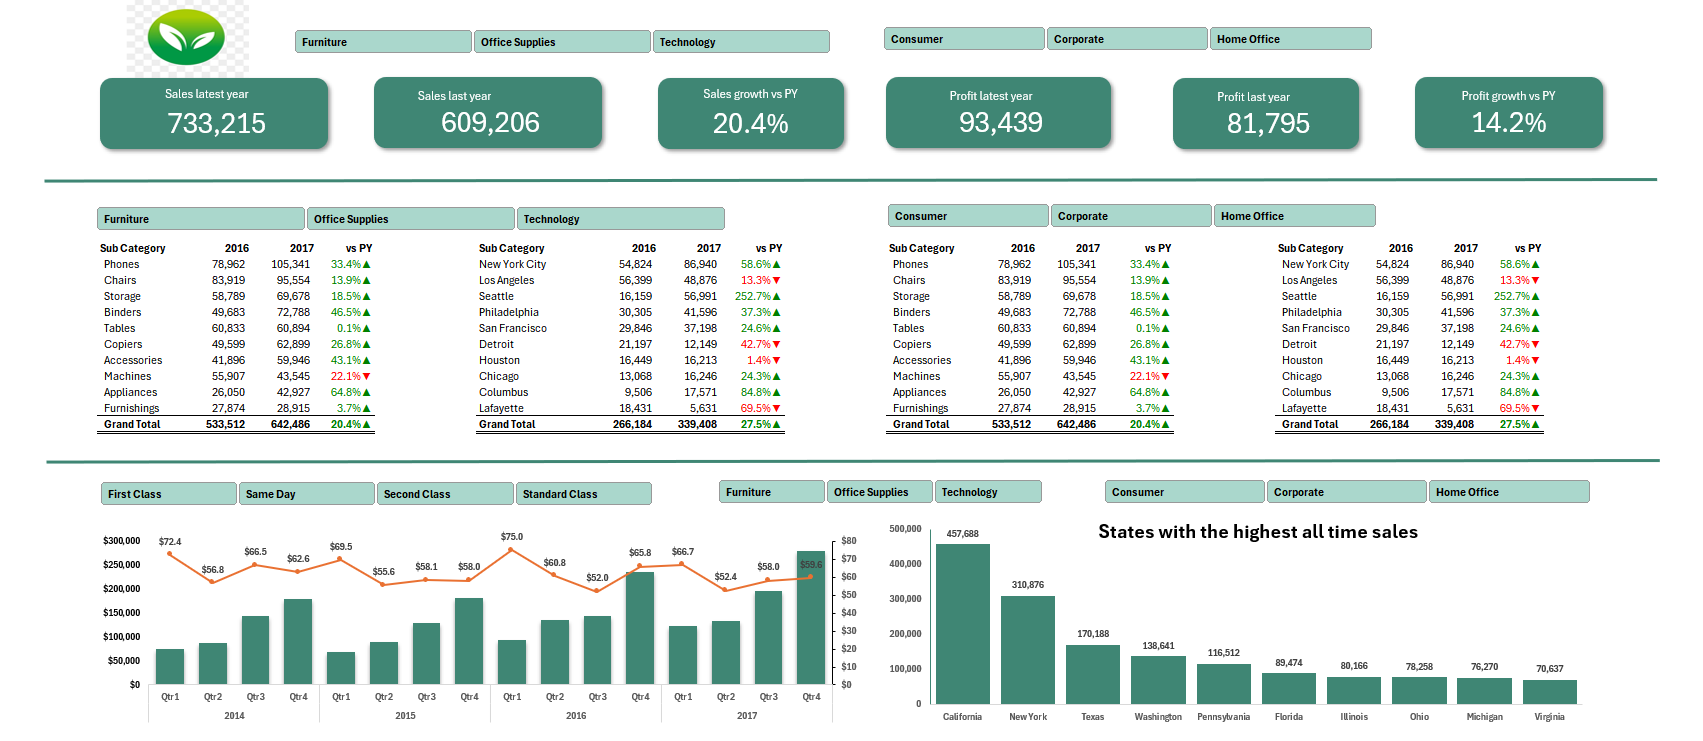 Furniture Office Supplies Technology
Consumer Corporate Home Office
Sales latest year
733,215
Sales last year
609,206
Sales growth vs PY
20.4%
Profit latest year
93,439
Profit last year
81,795
Profit growth vs PY
14.2%
Furniture Office Supplies Technology
Sub Category 2016 2017 vs PY
Phones 78,962 105,341 33.4%▲
Chairs 83,919 95,554 13.9%▲
Storage 58,789 69,678 18.5%▲
Binders 49,683 72,788 46.5%▲
Tables 60,833 60,894 0.1%▲
Copiers 49,599 62,899 26.8%▲
Accessories 41,896 59,946 43.1%▲
Machines 55,907 43,545 22.1%▼
Appliances 26,050 42,927 64.8%▲
Furnishings 27,874 28,915 3.7%▲
Grand Total 533,512 642,486 20.4%▲
Sub Category 2016 2017 vs PY
New York City 54,824 86,940 58.6%▲
Los Angeles 56,399 48,876 13.3%▼
Seattle 16,159 56,991 252.7%▲
Philadelphia 30,305 41,596 37.3%▲
San Francisco 29,846 37,198 24.6%▲
Detroit 21,197 12,149 42.7%▼
Houston 16,449 16,213 1.4%▼
Chicago 13,068 16,246 24.3%▲
Columbus 9,506 17,571 84.8%▲
Lafayette 18,431 5,631 69.5%▼
Grand Total 266,184 339,408 27.5%▲
Consumer Corporate Home Office
Sub Category 2016 2017 vs PY
Phones 78,962 105,341 33.4%▲
Chairs 83,919 95,554 13.9%▲
Storage 58,789 69,678 18.5%▲
Binders 49,683 72,788 46.5%▲
Tables 60,833 60,894 0.1%▲
Copiers 49,599 62,899 26.8%▲
Accessories 41,896 59,946 43.1%▲
Machines 55,907 43,545 22.1%▼
Appliances 26,050 42,927 64.8%▲
Furnishings 27,874 28,915 3.7%▲
Grand Total 533,512 642,486 20.4%▲
Sub Category 2016 2017 vs PY
New York City 54,824 86,940 58.6%▲
Los Angeles 56,399 48,876 13.3%▼
Seattle 16,159 56,991 252.7%▲
Philadelphia 30,305 41,596 37.3%▲
San Francisco 29,846 37,198 24.6%▲
Detroit 21,197 12,149 42.7%▼
Houston 16,449 16,213 1.4%▼
Chicago 13,068 16,246 24.3%▲
Columbus 9,506 17,571 84.8%▲
Lafayette 18,431 5,631 69.5%▼
Grand Total 266,184 339,408 27.5%▲
First Class Same Day Second Class Standard Class
Furniture Office Supplies Technology
Consumer Corporate Home Office
$300,000
$250,000
$200,000
$150,000
$100,000
$50,000
$0
$72.4 $56.8 $66.5 $62.6 $69.5 $55.6 $58.1 $58.0 $75.0 $60.8 $52.0 $65.8 $66.7 $52.4 $58.0 $59.6
$80
$70
$60
$50
$40
$30
$20
$10
$0
Qtr1 Qtr2 Qtr3 Qtr4 Qtr1 Qtr2 Qtr3 Qtr4 Qtr1 Qtr2 Qtr3 Qtr4 Qtr1 Qtr2 Qtr3 Qtr4
2014 2015 2016 2017
States with the highest all time sales
500,000
400,000
300,000
200,000
100,000
0
457,688 310,876 170,188 138,641 116,512 89,474 80,166 78,258 76,270 70,637
California New York Texas Washington Pennsylvania Florida Illinois Ohio Michigan Virginia